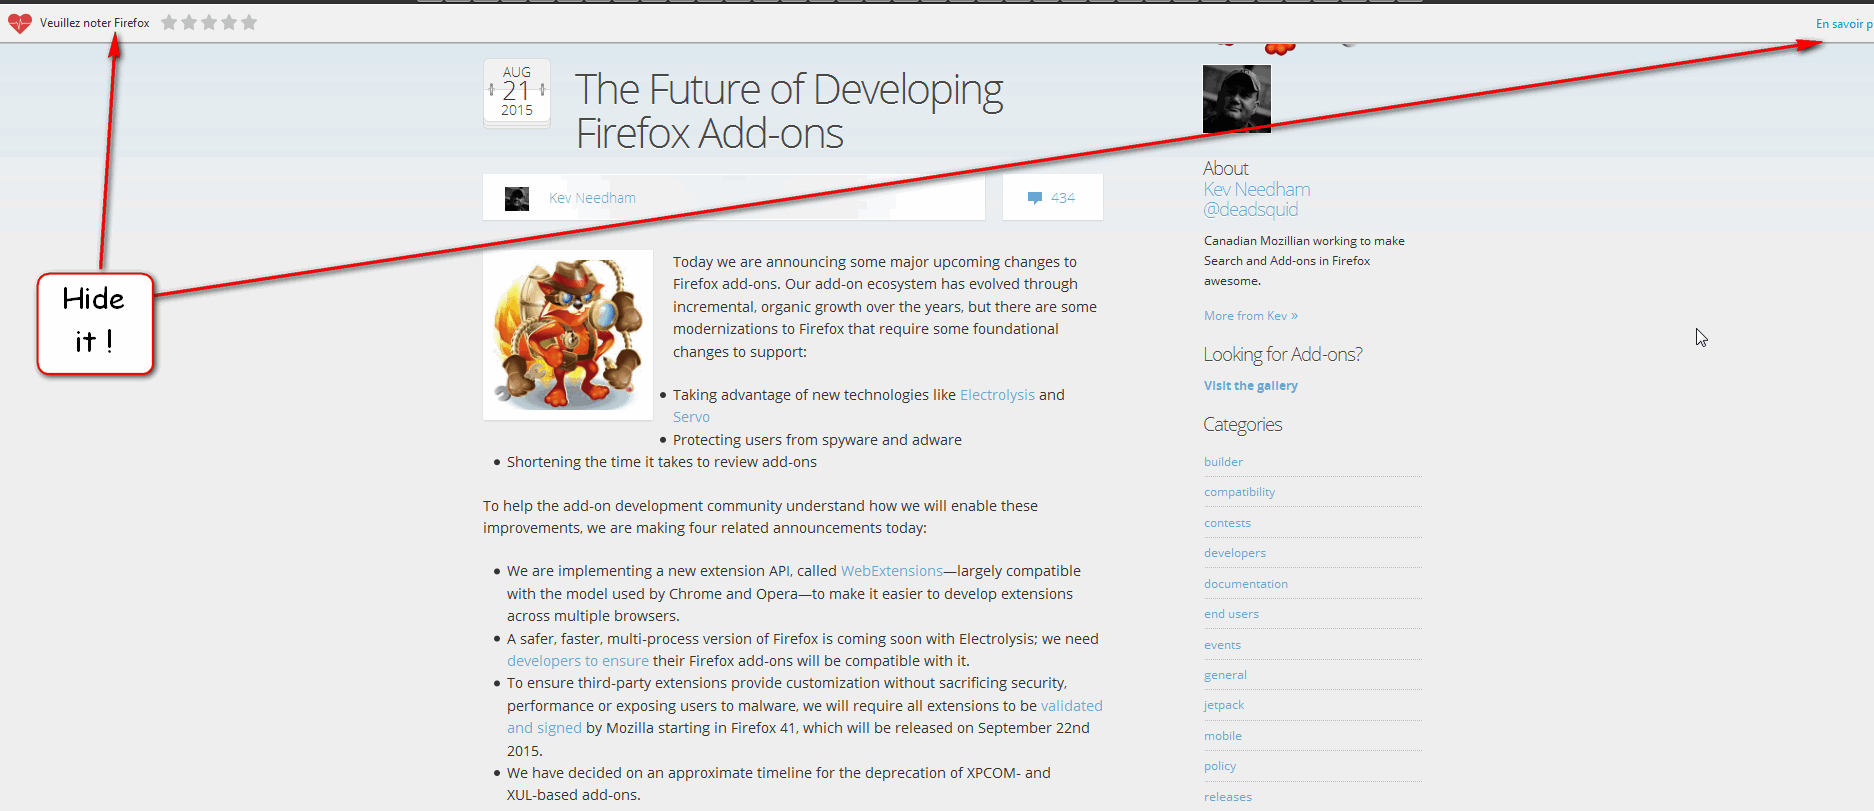 Veuillez noter Firefox
En savoir p
AUG
21
2015
The Future of Developing
Firefox Add-ons
Kev Needham
434
Hide
it !
Today we are announcing some major upcoming changes to
Firefox add-ons. Our add-on ecosystem has evolved through
incremental, organic growth over the years, but there are some
modernizations to Firefox that require some foundational
changes to support:
• Taking advantage of new technologies like Electrolysis and
Servo
• Protecting users from spyware and adware
• Shortening the time it takes to review add-ons
To help the add-on development community understand how we will enable these
improvements, we are making four related announcements today:
• We are implementing a new extension API, called WebExtensions—largely compatible
with the model used by Chrome and Opera—to make it easier to develop extensions
across multiple browsers.
• A safer, faster, multi-process version of Firefox is coming soon with Electrolysis; we need
developers to ensure their Firefox add-ons will be compatible with it.
• To ensure third-party extensions provide customization without sacrificing security,
performance or exposing users to malware, we will require all extensions to be validated
and signed by Mozilla starting in Firefox 41, which will be released on September 22nd
2015.
• We have decided on an approximate timeline for the deprecation of XPCOM- and
XUL-based add-ons.
About
Kev Needham
@deadsquid
Canadian Mozillian working to make
Search and Add-ons in Firefox
awesome.
More from Kev »
Looking for Add-ons?
Visit the gallery
Categories
builder
compatibility
contests
developers
documentation
end users
events
general
jetpack
mobile
policy
releases